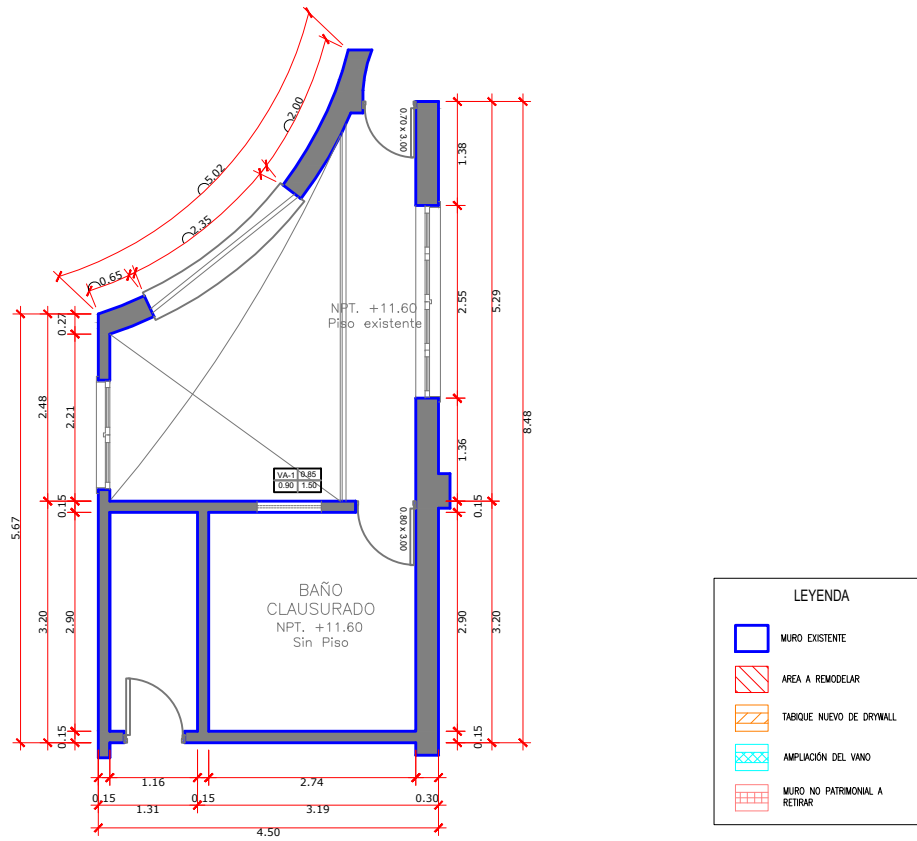 ⌒5.02
⌒2.00
⌒2.35
⌒0.65
0.70 x 3.00
1.38
2.55
5.29
8.48
1.36
0.15
2.90
3.20
0.15
NPT. +11.60
Piso existente
0.27
2.48
2.21
0.15
5.67
3.20
2.90
0.15
VA-1 0.85
0.90 1.50
0.80 x 3.00
BAÑO
CLAUSURADO
NPT. +11.60
Sin Piso
1.16 2.74
0.15 0.15 0.30
1.31 3.19
4.50
LEYENDA
MURO EXISTENTE
AREA A REMODELAR
TABIQUE NUEVO DE DRYWALL
AMPLIACIÓN DEL VANO
MURO NO PATRIMONIAL A
RETIRAR